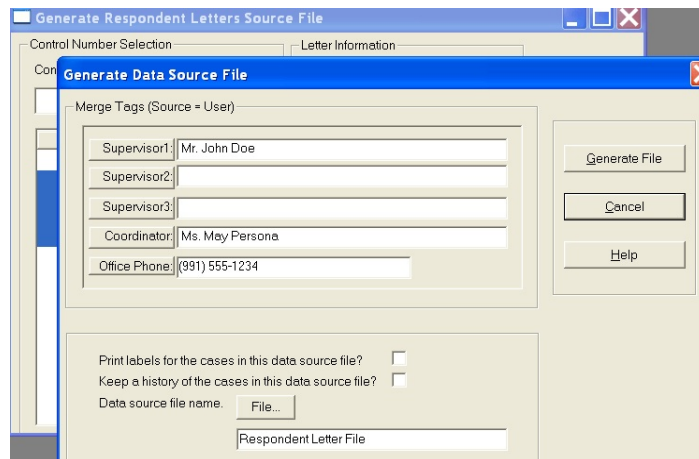 Generate Respondent Letters Source File
Control Number Selection
Letter Information
Con
Generate Data Source File
Merge Tags (Source = User)
Supervisor1: Mr. John Doe
Supervisor2:
Supervisor3:
Coordinator: Ms. May Persona
Office Phone: (991) 555-1234
Generate File
Cancel
Help
Print labels for the cases in this data source file?
Keep a history of the cases in this data source file?
Data source file name. File...
Respondent Letter File